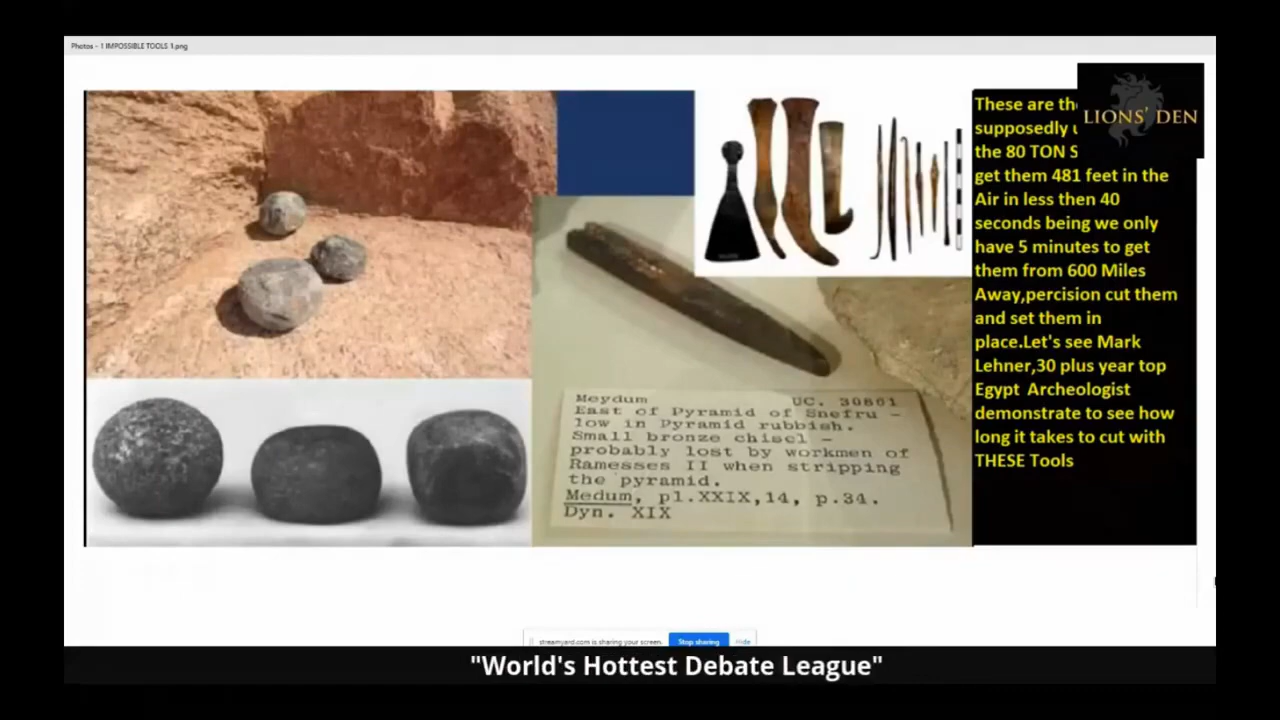 Photos - 1 IMPOSSIBLE TOOLS 1.png
These are the
supposedly u
the 80 TON S
get them 481 feet in the
Air in less then 40
seconds being we only
have 5 minutes to get
them from 600 Miles
Away,percision cut them
and set them in
place.Let's see Mark
Lehner,30 plus year top
Egypt Archeologist
demonstrate to see how
long it takes to cut with
THESE Tools
LIONS' DEN
Meydum UC. 30861
East of Pyramid of Snefru -
low in Pyramid rubbish.
Small bronze chisel -
probably lost by workmen of
Ramesses II when stripping
the pyramid.
Medum, pl.XXIX,14, p.34.
Dyn. XIX
streamyard.com is sharing your screen.
Stop sharing
Hide
"World's Hottest Debate League"